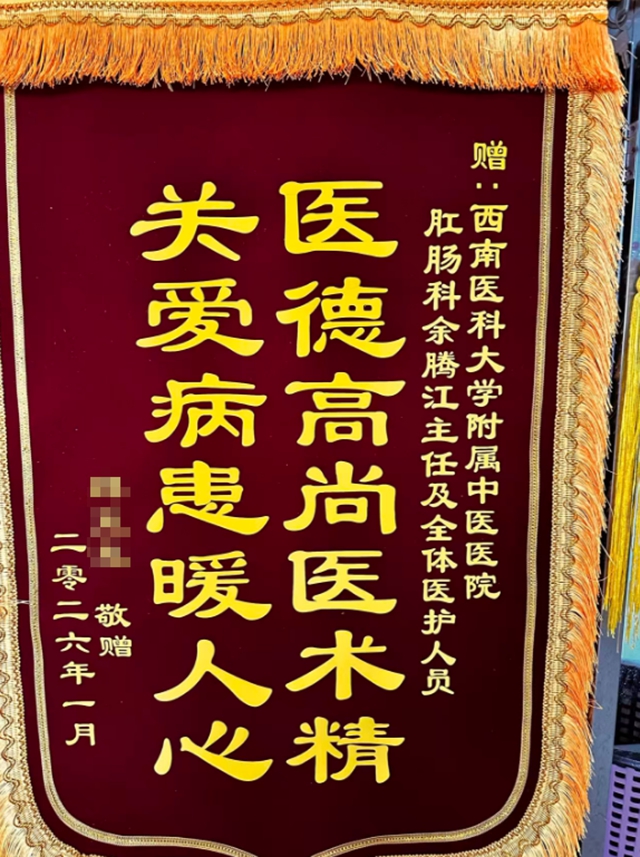 赠：西南医科大学附属中医医院
肛肠科余腾江主任及全体医护人员
医德高尚医术精
关爱病患暖人心
敬赠
二零二六年一月